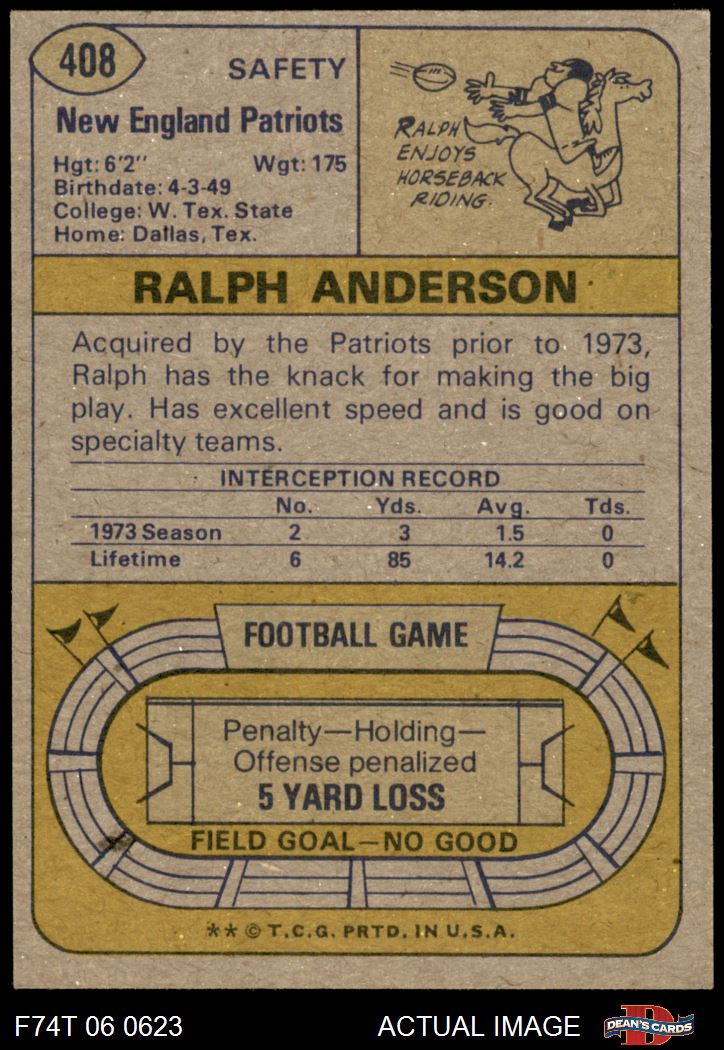 408
SAFETY
New England Patriots
Hgt: 6'2" Wgt: 175
Birthdate: 4-3-49
College: W. Tex. State
Home: Dallas, Tex.
RALPH
ENJOYS
HORSEBACK
RIDING.
RALPH ANDERSON
Acquired by the Patriots prior to 1973,
Ralph has the knack for making the big
play. Has excellent speed and is good on
specialty teams.
INTERCEPTION RECORD
No. Yds. Avg. Tds.
1973 Season 2 3 1.5 0
Lifetime 6 85 14.2 0
FOOTBALL GAME
Penalty—Holding—
Offense penalized
5 YARD LOSS
FIELD GOAL—NO GOOD
** © T.C.G. PRTD. IN U.S.A.
F74T 06 0623 ACTUAL IMAGE
D
DEAN'S CARDS